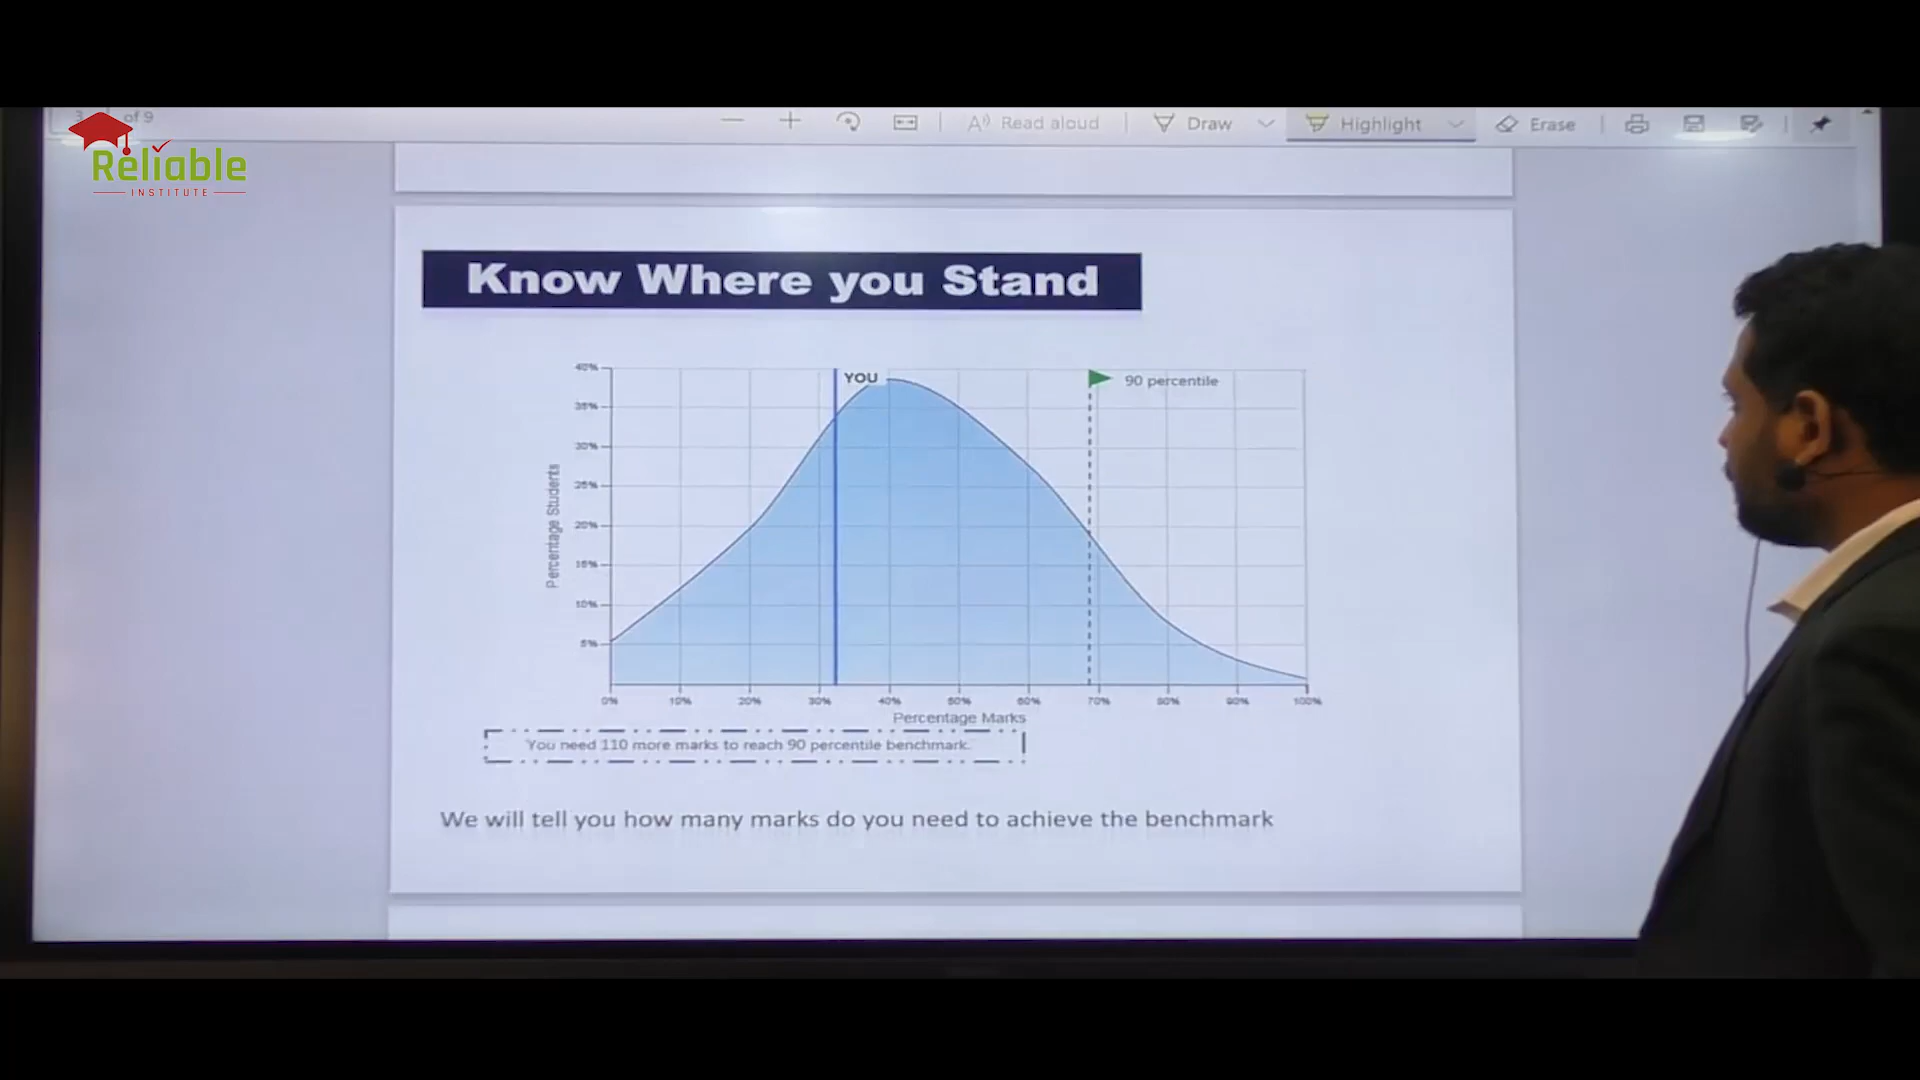 of 9
Read aloud
Draw
Highlight
Erase
Reliable
INSTITUTE
Know Where you Stand
YOU
90 percentile
40%
35%
30%
25%
20%
15%
10%
5%
Percentage Students
0% 10% 20% 30% 40% 50% 60% 70% 80% 90% 100%
Percentage Marks
You need 110 more marks to reach 90 percentile benchmark.
We will tell you how many marks do you need to achieve the benchmark